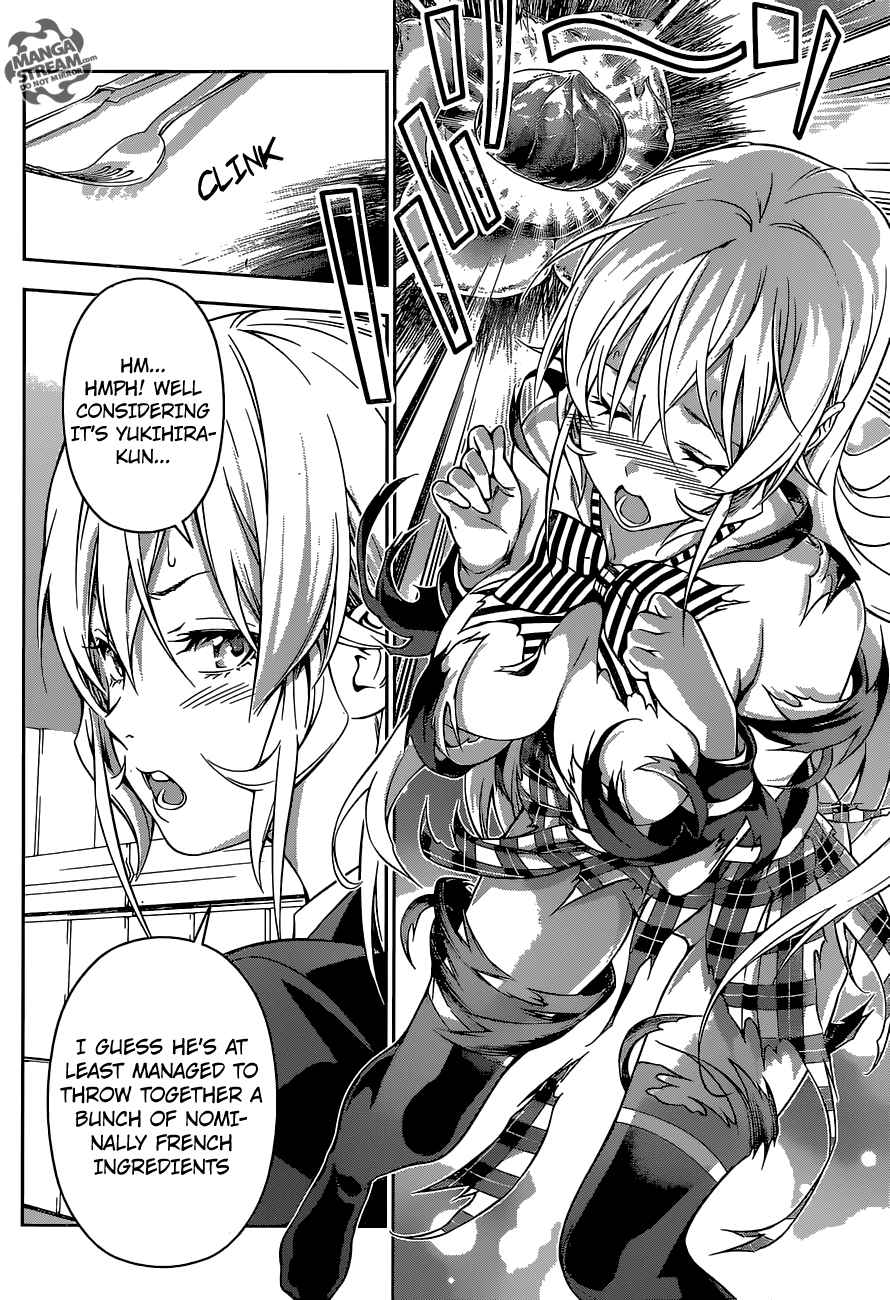 MANGA
STREAM.com
DO NOT MIRROR
CLINK
HM...
HMPH! WELL
CONSIDERING
IT'S YUKIHIRA-
KUN...
I GUESS HE'S AT
LEAST MANAGED TO
THROW TOGETHER A
BUNCH OF NOMI-
NALLY FRENCH
INGREDIENTS